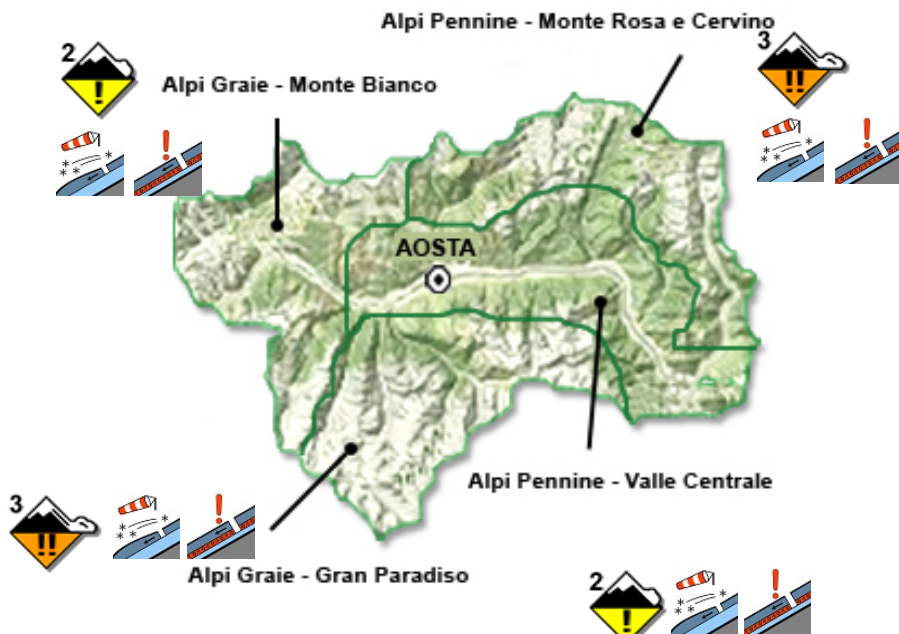 Alpi Pennine - Monte Rosa e Cervino
2
!
3
!!
Alpi Graie - Monte Bianco
!
!
AOSTA
Alpi Pennine - Valle Centrale
3
!!
!
Alpi Graie - Gran Paradiso
2
!
!